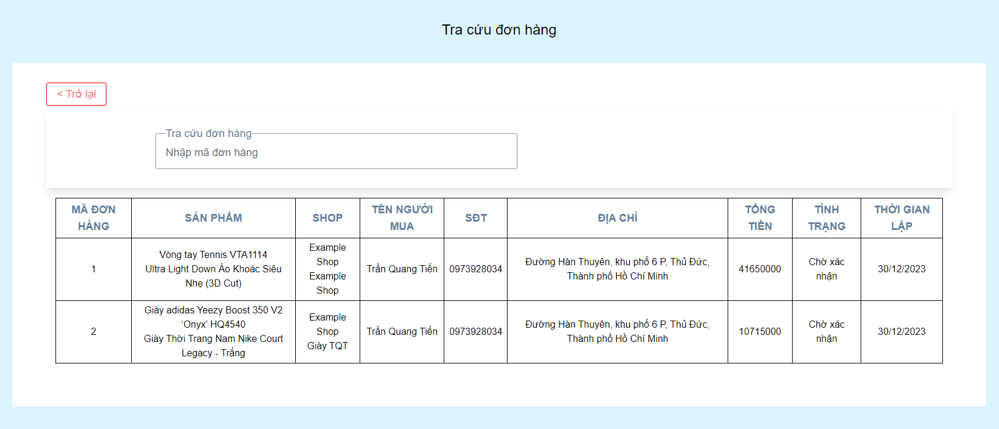 Tra cứu đơn hàng
< Trở lại
Tra cứu đơn hàng
Nhập mã đơn hàng
MÃ ĐƠN
HÀNG
SẢN PHẨM
SHOP
TÊN NGƯỜI
MUA
SĐT
ĐỊA CHỈ
TỔNG
TIỀN
TÌNH
TRẠNG
THỜI GIAN
LẬP
1
Vòng tay Tennis VTA1114
Ultra Light Down Áo Khoác Siêu
Nhẹ (3D Cut)
Example
Shop
Example
Shop
Trần Quang Tiến
0973928034
Đường Hàn Thuyên, khu phố 6 P, Thủ Đức,
Thành phố Hồ Chí Minh
41650000
Chờ xác
nhận
30/12/2023
2
Giày adidas Yeezy Boost 350 V2
‘Onyx’ HQ4540
Giày Thời Trang Nam Nike Court
Legacy - Trắng
Example
Shop
Giày TQT
Trần Quang Tiến
0973928034
Đường Hàn Thuyên, khu phố 6 P, Thủ Đức,
Thành phố Hồ Chí Minh
10715000
Chờ xác
nhận
30/12/2023